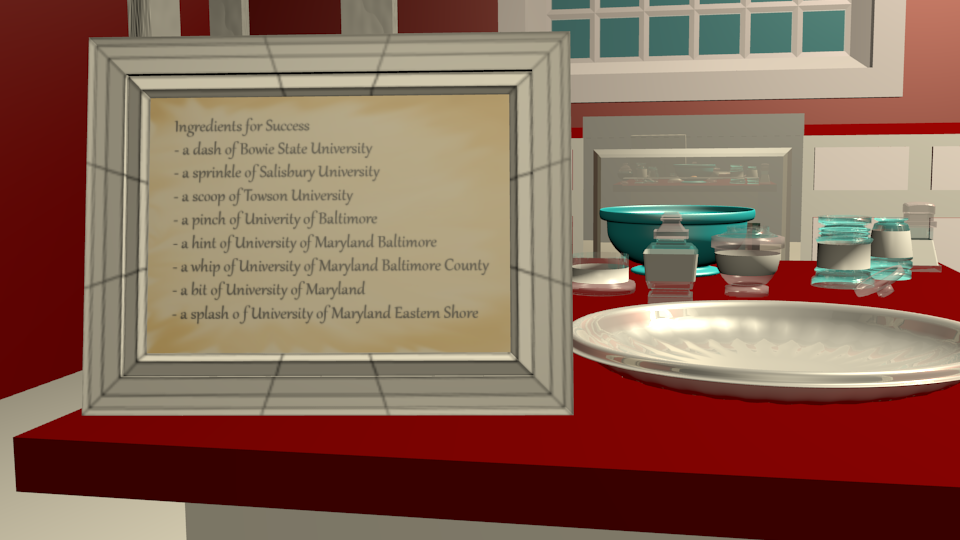 Ingredients for Success
- a dash of Bowie State University
- a sprinkle of Salisbury University
- a scoop of Towson University
- a pinch of Univerity of Baltimore
- a hint of University of Maryland Baltimore
- a whip of University of Maryland Baltimore County
- a bit of University of Maryland
- a splash of University of Maryland Eastern Shore